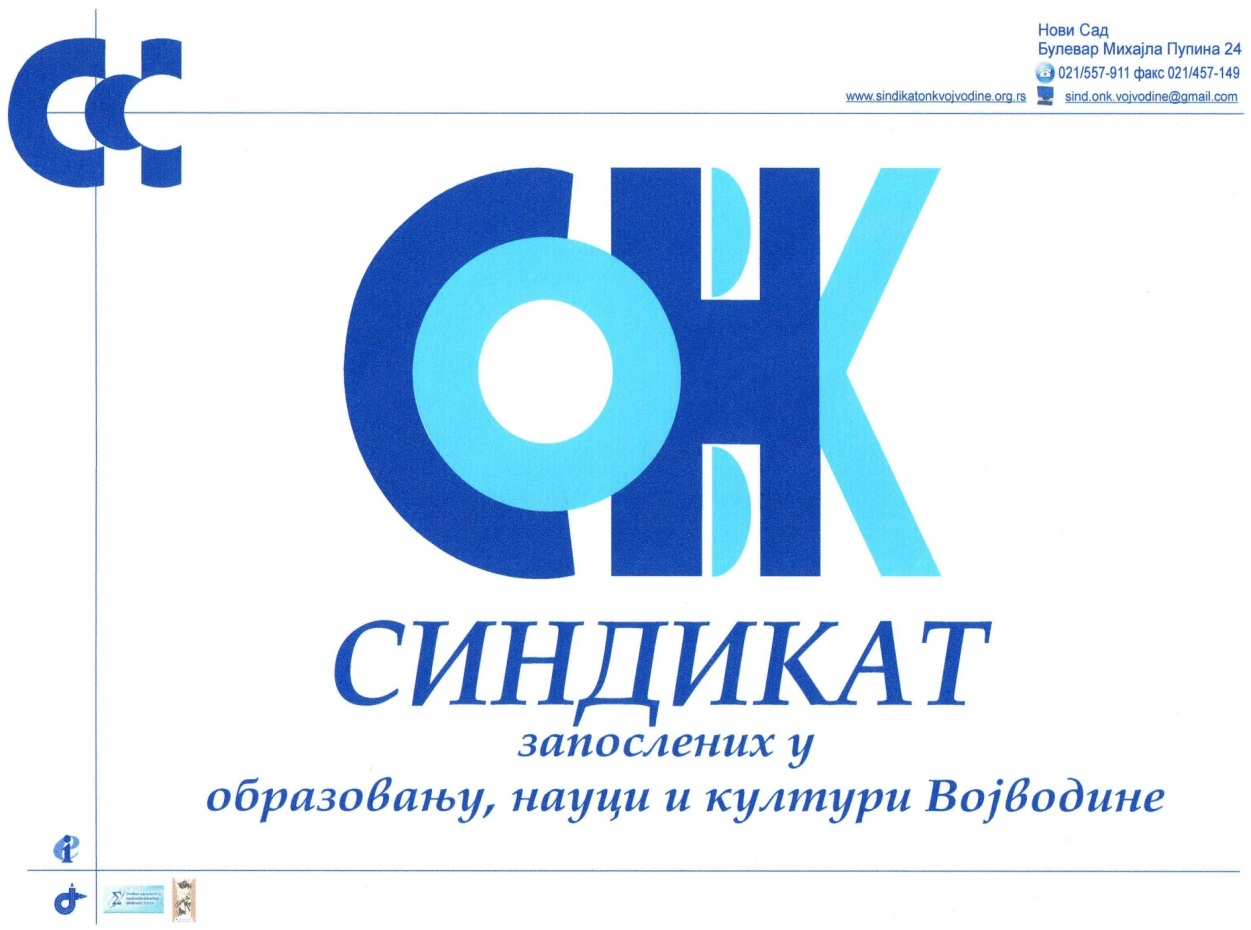 Нови Сад
Булевар Михајла Пупина 24
021/557-911 факс 021/457-149
www.sindikatonkvojvodine.org.rs sind.onk.vojvodine@gmail.com
СИНДИКАТ
запослених у
образовању, науци и култури Војводине